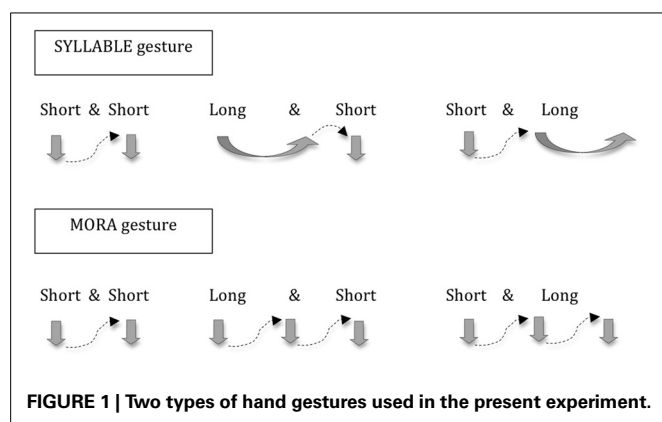 SYLLABLE gesture
Short & Short Long & Short Short & Long
MORA gesture
Short & Short Long & Short Short & Long
FIGURE 1 | Two types of hand gestures used in the present experiment.